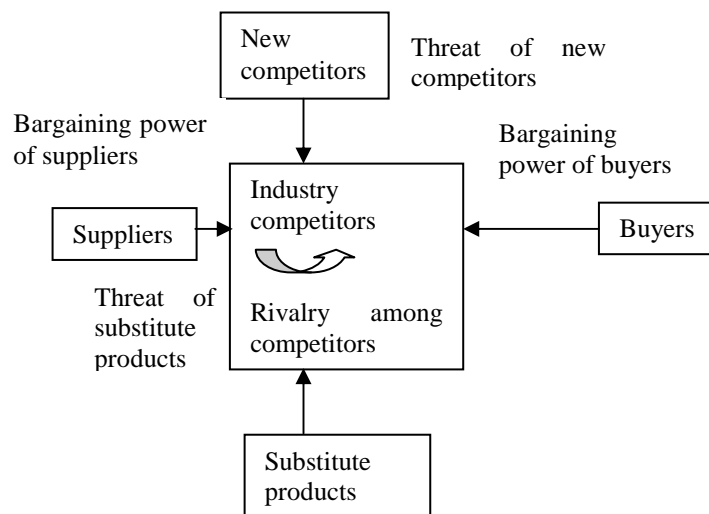 New
competitors
Threat of new
competitors
Bargaining power
of suppliers
Bargaining
power of buyers
Industry
competitors
Suppliers
Buyers
Threat of
substitute
products
Rivalry among
competitors
Substitute
products